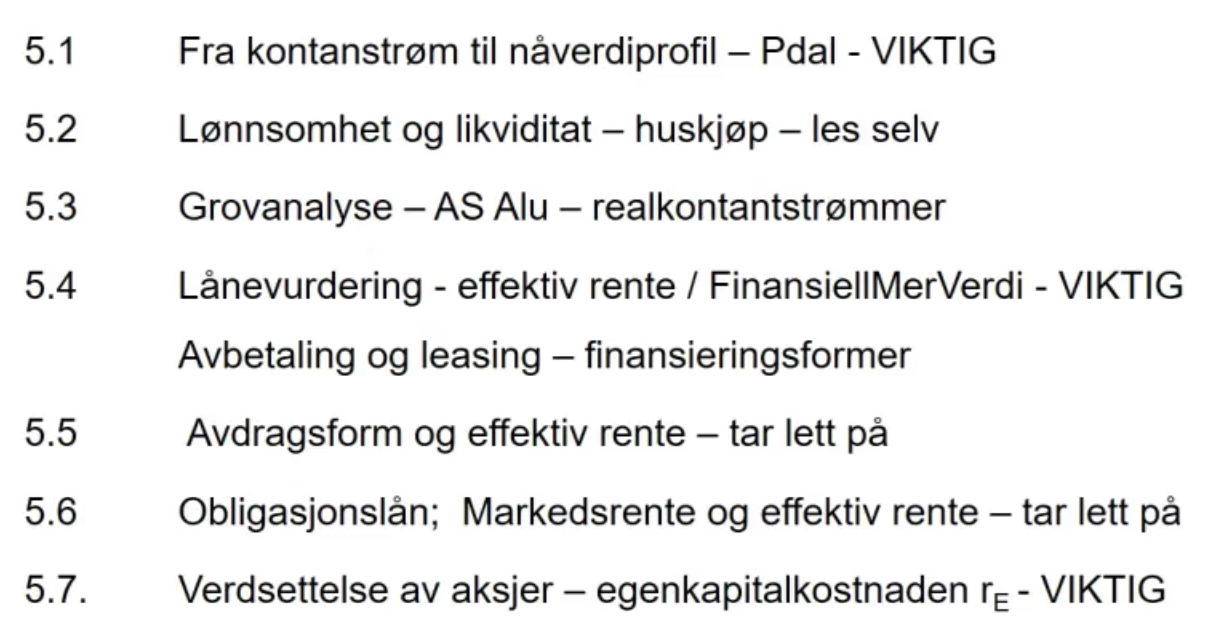 5.1 Fra kontanstrøm til nåverdiprofil – Pdal - VIKTIG
5.2 Lønnsomhet og likviditat – huskjøp – les selv
5.3 Grovanalyse – AS Alu – realkontantstrømmer
5.4 Lånevurdering - effektiv rente / FinansiellMerVerdi - VIKTIG
Avbetaling og leasing – finansieringsformer
5.5 Avdragsform og effektiv rente – tar lett på
5.6 Obligasjonslån; Markedsrente og effektiv rente – tar lett på
5.7. Verdsettelse av aksjer – egenkapitalkostnaden rE - VIKTIG